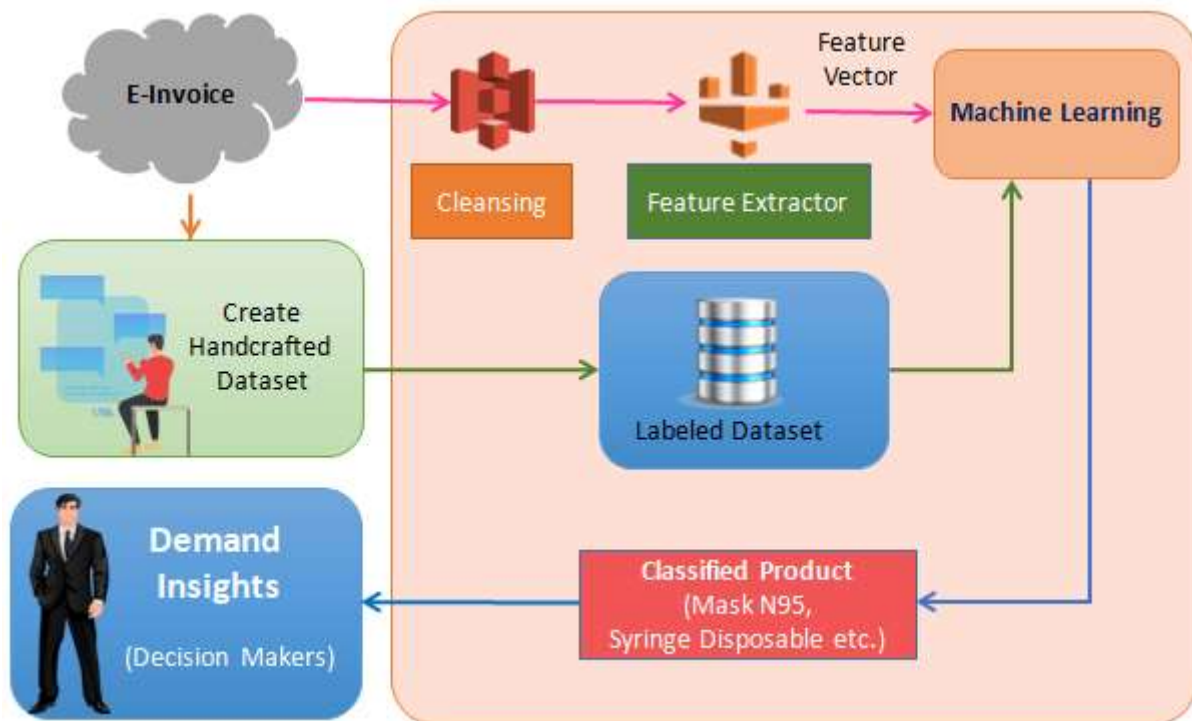 E-Invoice
Feature
Vector
Machine Learning
Cleansing
Feature Extractor
Create
Handcrafted
Dataset
Labeled Dataset
Demand
Insights
(Decision Makers)
Classified Product
(Mask N95,
Syringe Disposable etc.)